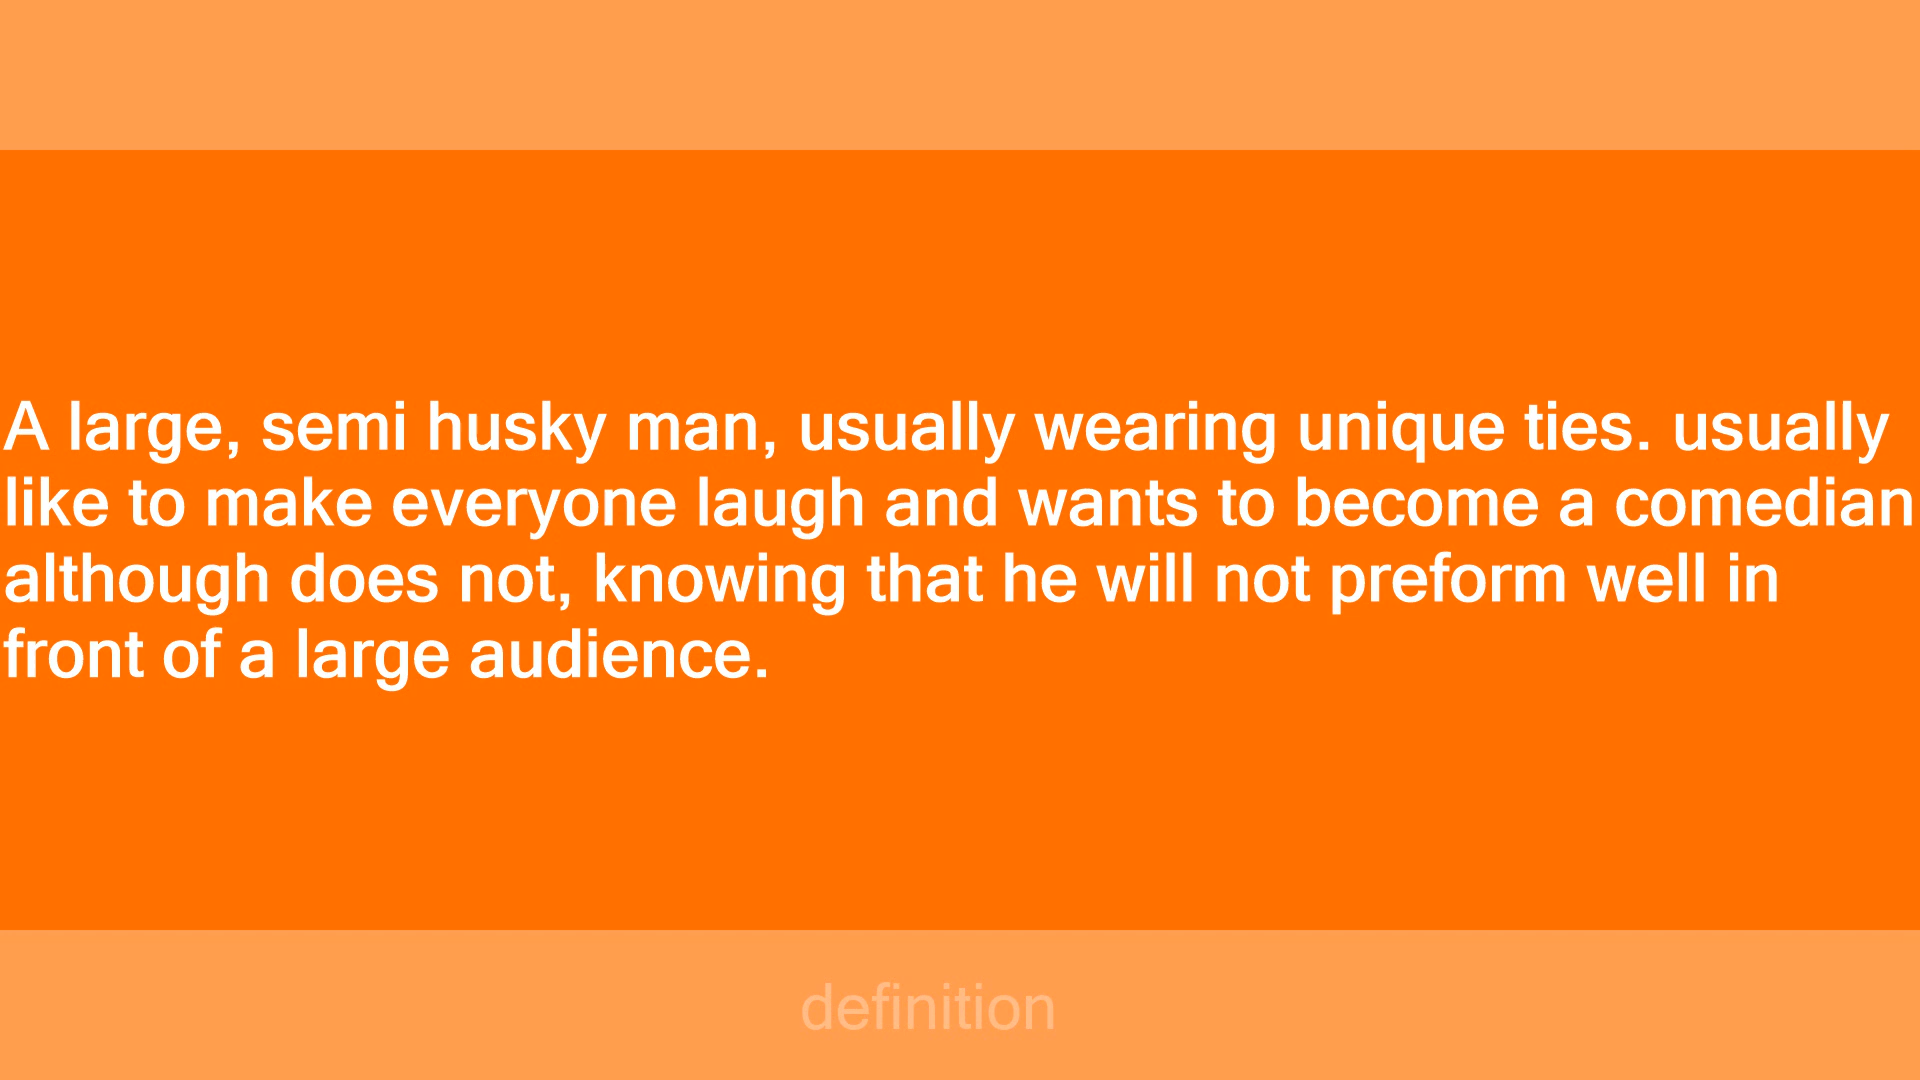 A large, semi husky man, usually wearing unique ties. usually
like to make everyone laugh and wants to become a comedian
although does not, knowing that he will not preform well in
front of a large audience.
definition